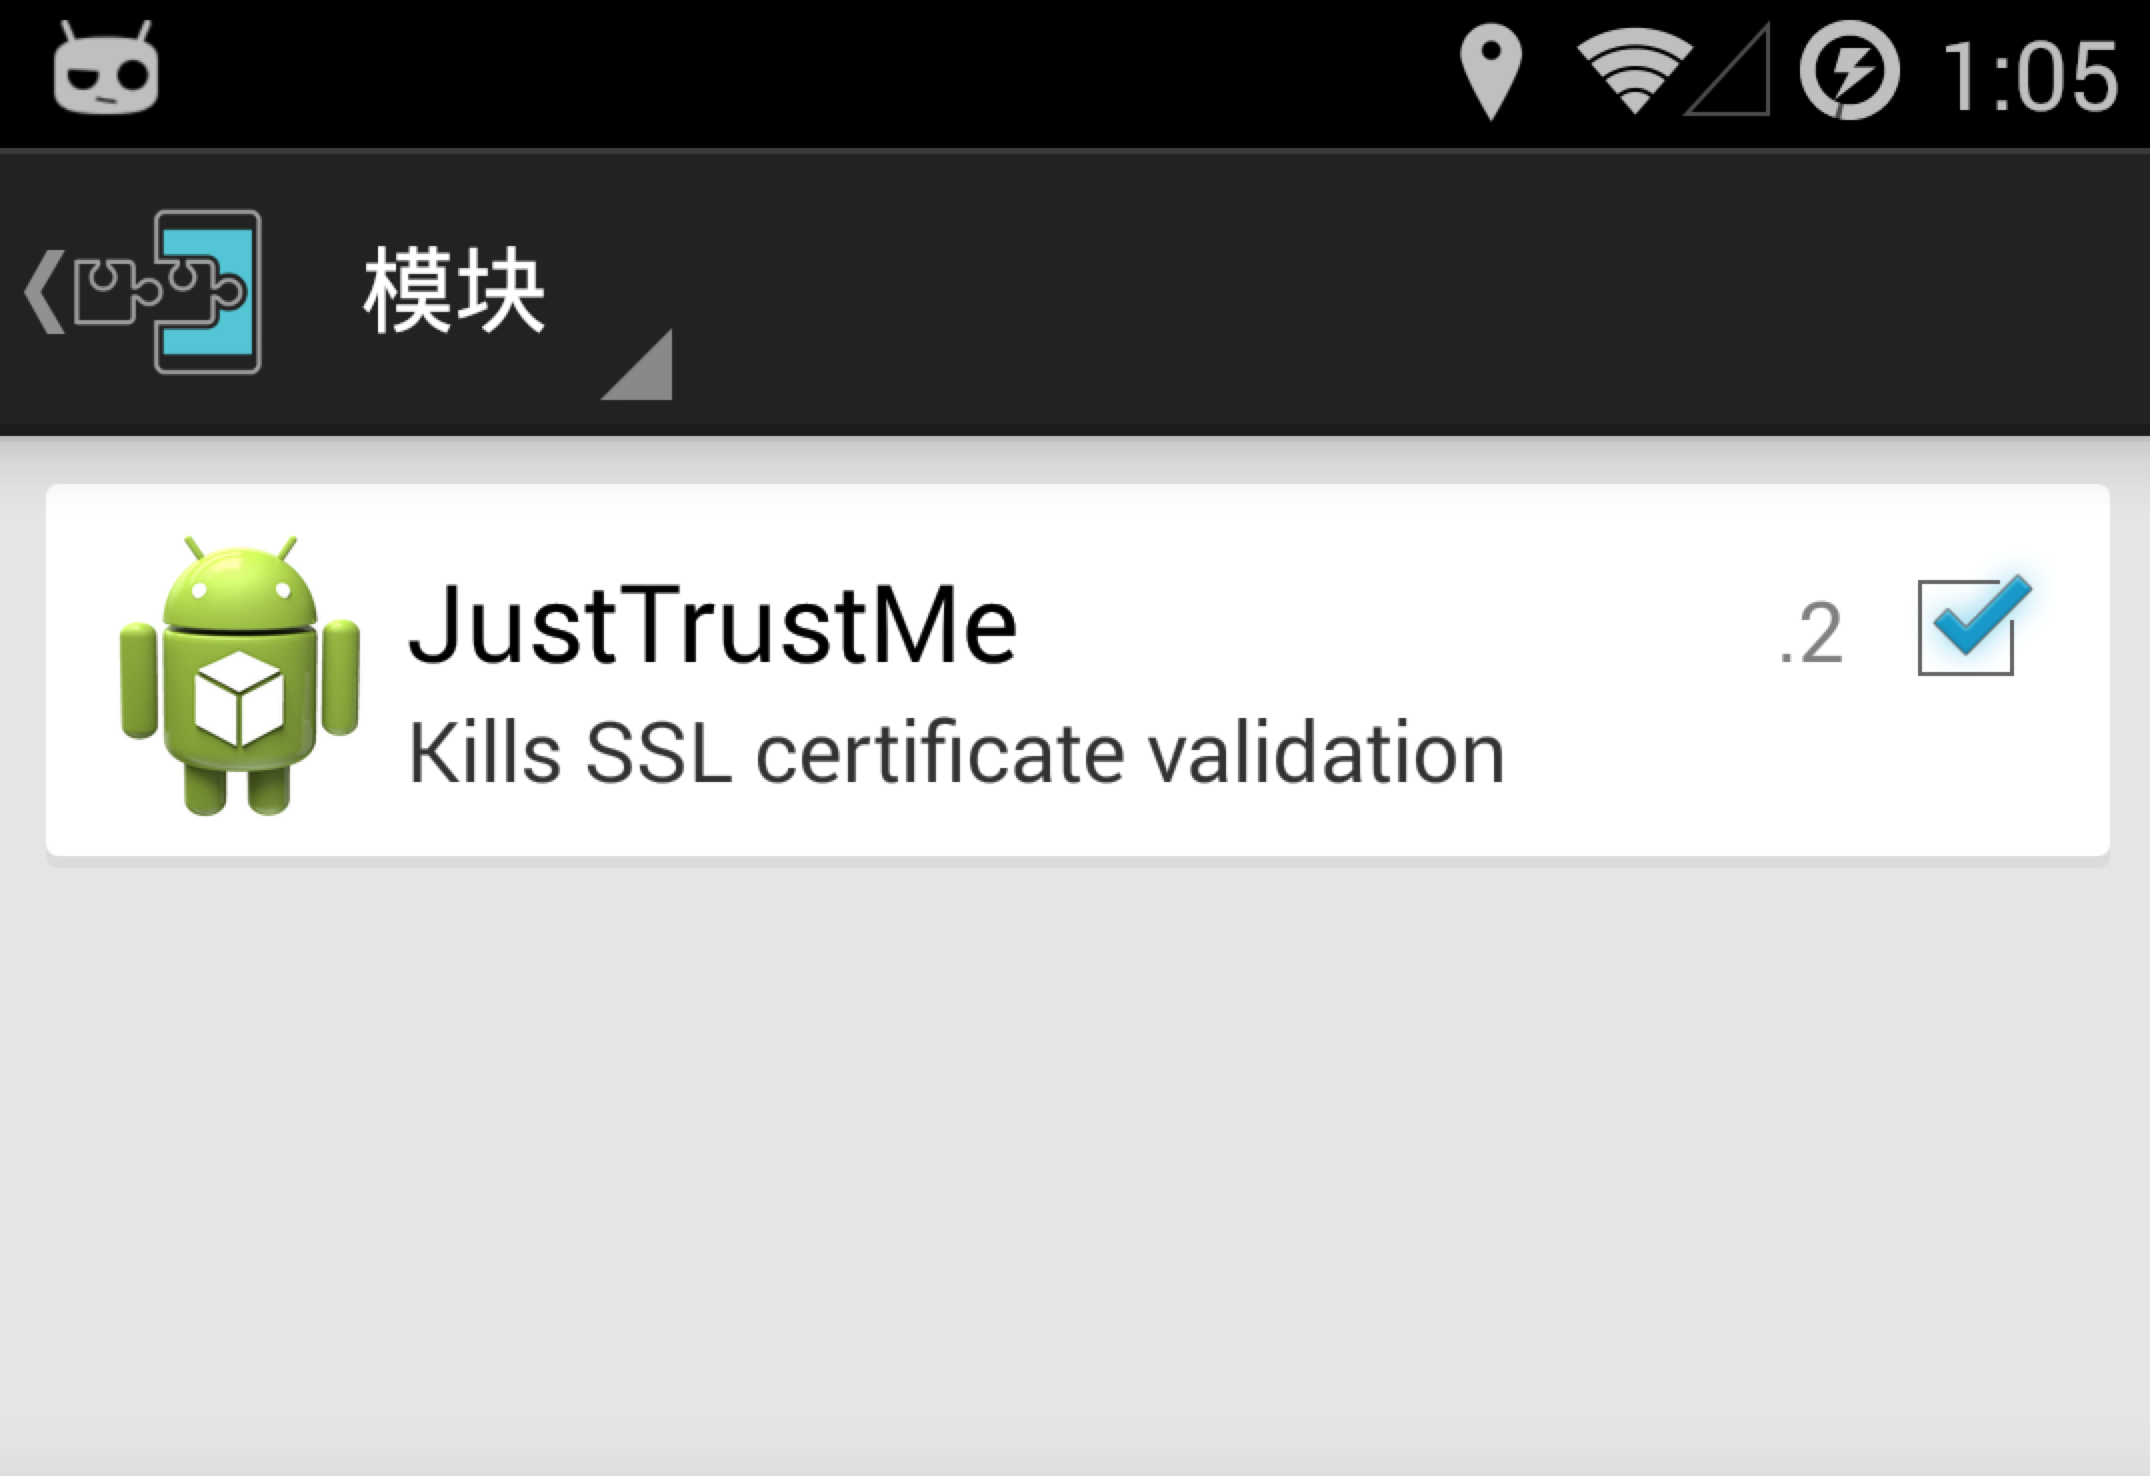 1:05
模块
JustTrustMe
.2
Kills SSL certificate validation